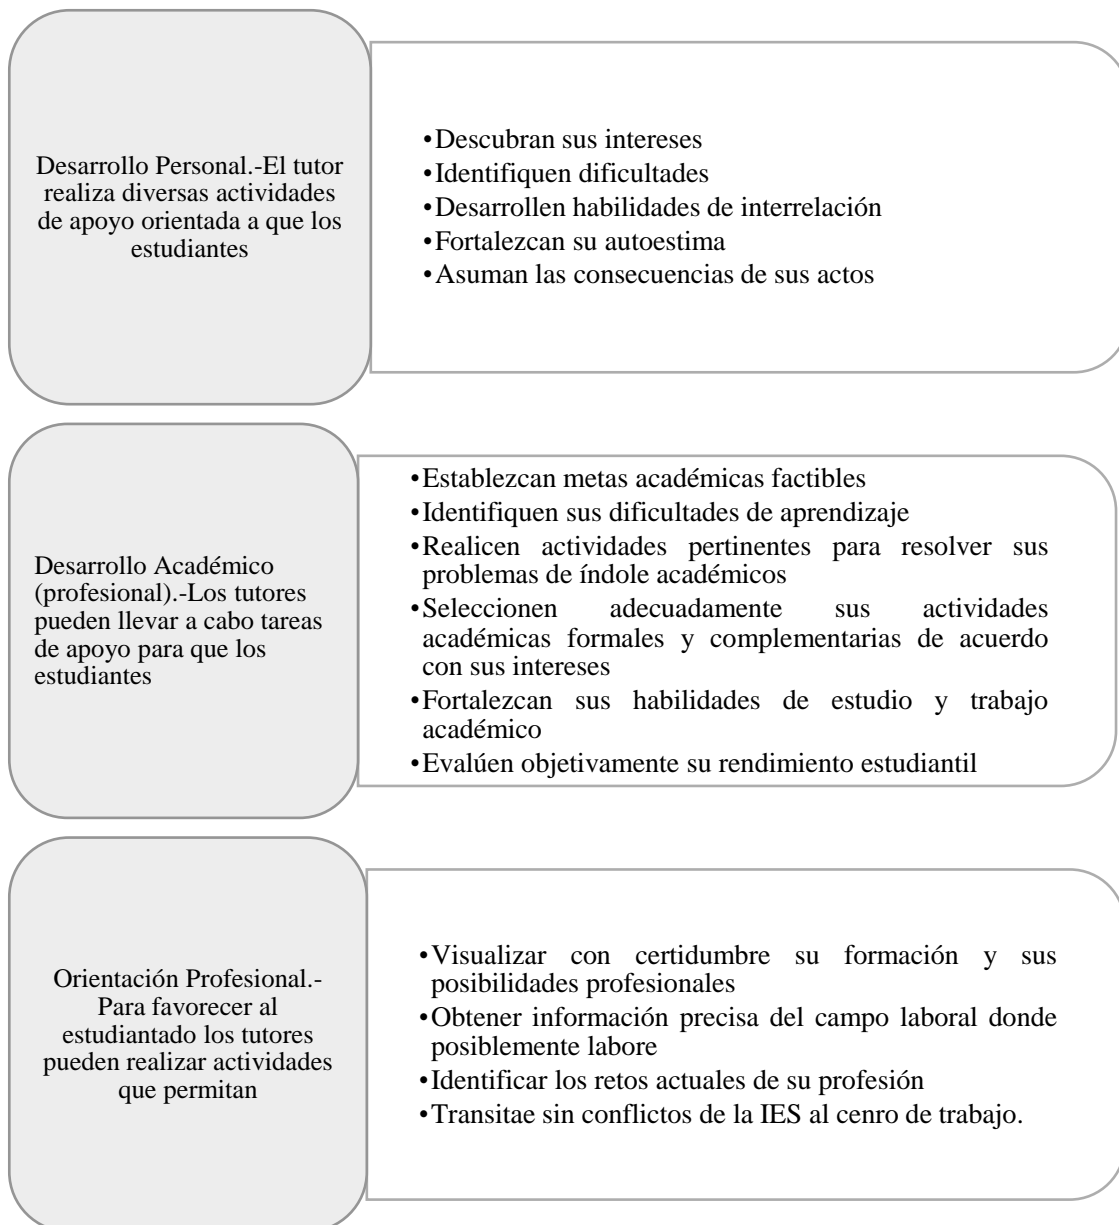 Desarrollo Personal.-El tutor
realiza diversas actividades
de apoyo orientada a que los
estudiantes
•Descubran sus intereses
•Identifiquen dificultades
•Desarrollen habilidades de interrelación
•Fortalezcan su autoestima
•Asuman las consecuencias de sus actos
Desarrollo Académico
(profesional).-Los tutores
pueden llevar a cabo tareas
de apoyo para que los
estudiantes
•Establezcan metas académicas factibles
•Identifiquen sus dificultades de aprendizaje
•Realicen actividades pertinentes para resolver sus
problemas de índole académicos
•Seleccionen adecuadamente sus actividades
académicas formales y complementarias de acuerdo
con sus intereses
•Fortalezcan sus habilidades de estudio y trabajo
académico
•Evalúen objetivamente su rendimiento estudiantil
Orientación Profesional.-
Para favorecer al
estudiantado los tutores
pueden realizar actividades
que permitan
•Visualizar con certidumbre su formación y sus
posibilidades profesionales
•Obtener información precisa del campo laboral donde
posiblemente labore
•Identificar los retos actuales de su profesión
•Transitae sin conflictos de la IES al cenro de trabajo.